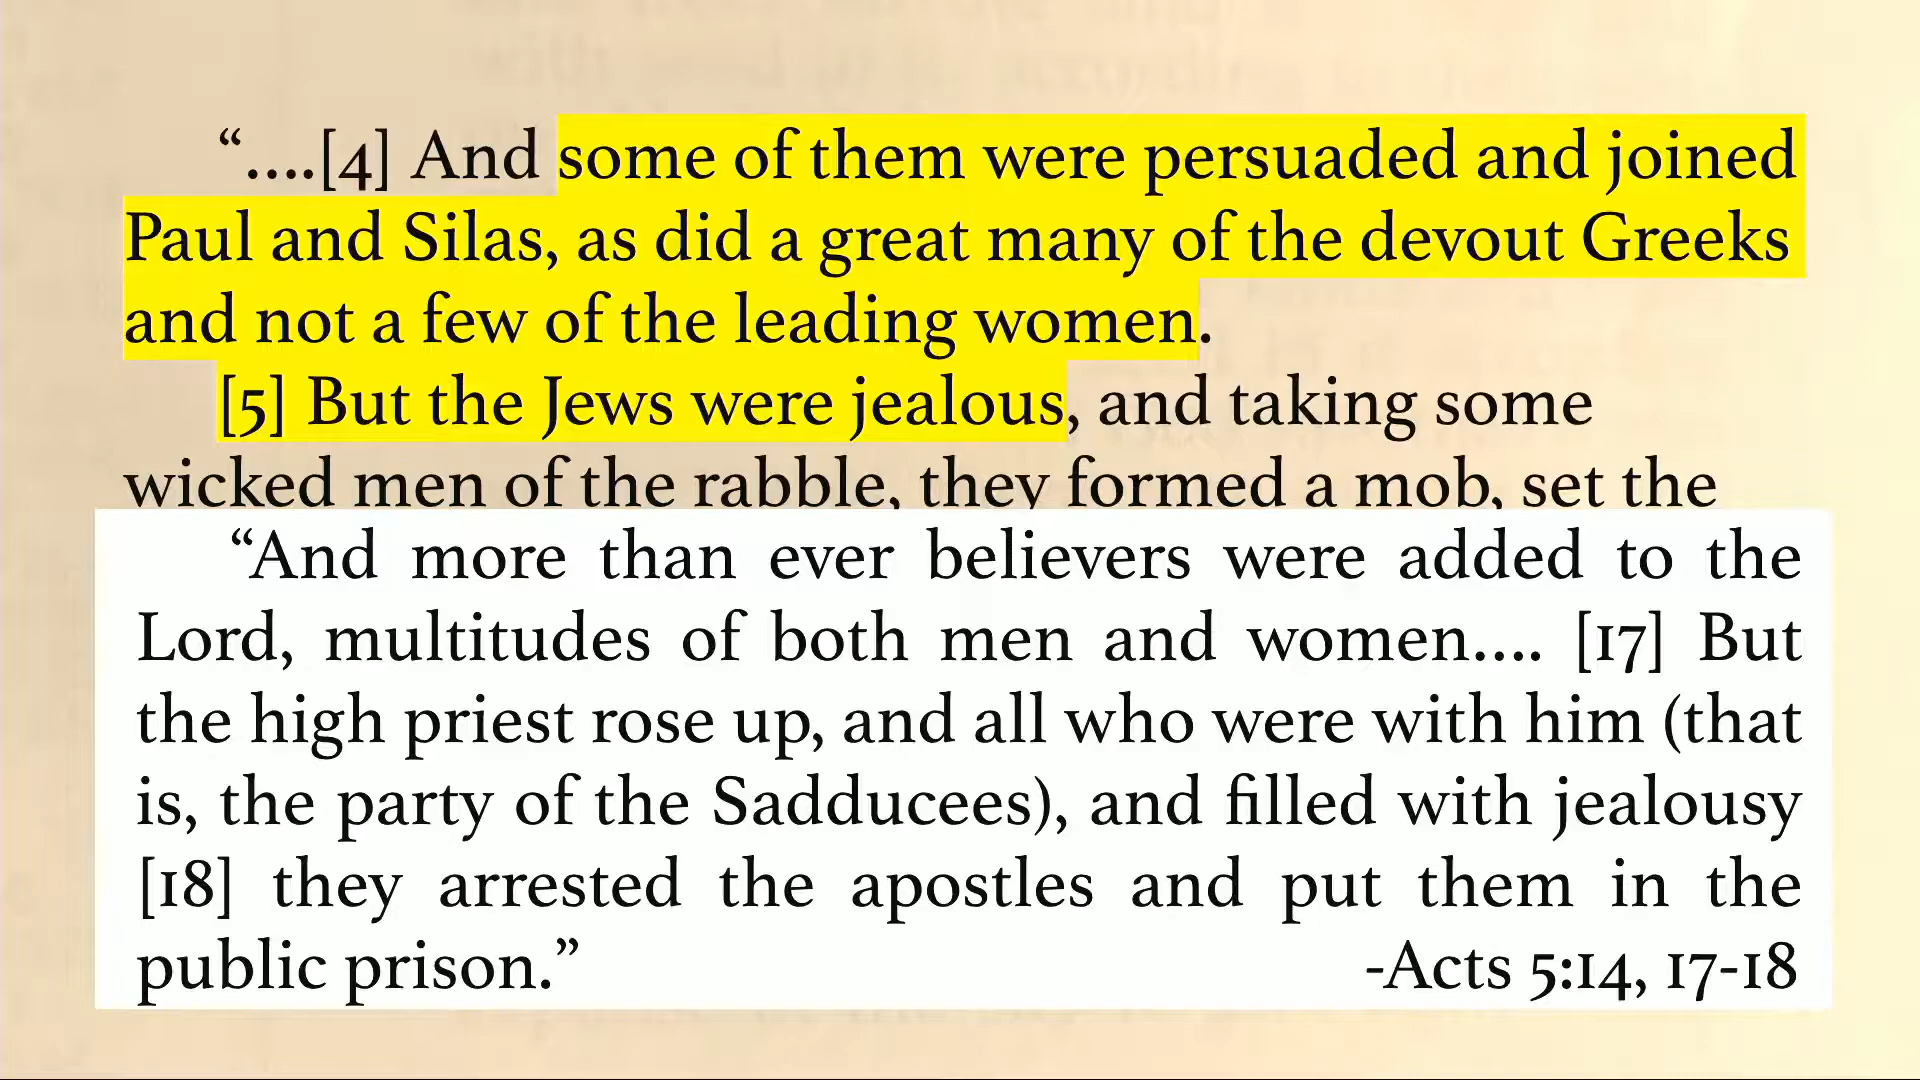 “....[4] And some of them were persuaded and joined
Paul and Silas, as did a great many of the devout Greeks
and not a few of the leading women.
[5] But the Jews were jealous, and taking some
wicked men of the rabble, they formed a mob, set the
“And more than ever believers were added to the
Lord, multitudes of both men and women.... [17] But
the high priest rose up, and all who were with him (that
is, the party of the Sadducees), and filled with jealousy
[18] they arrested the apostles and put them in the
public prison.” -Acts 5:14, 17-18